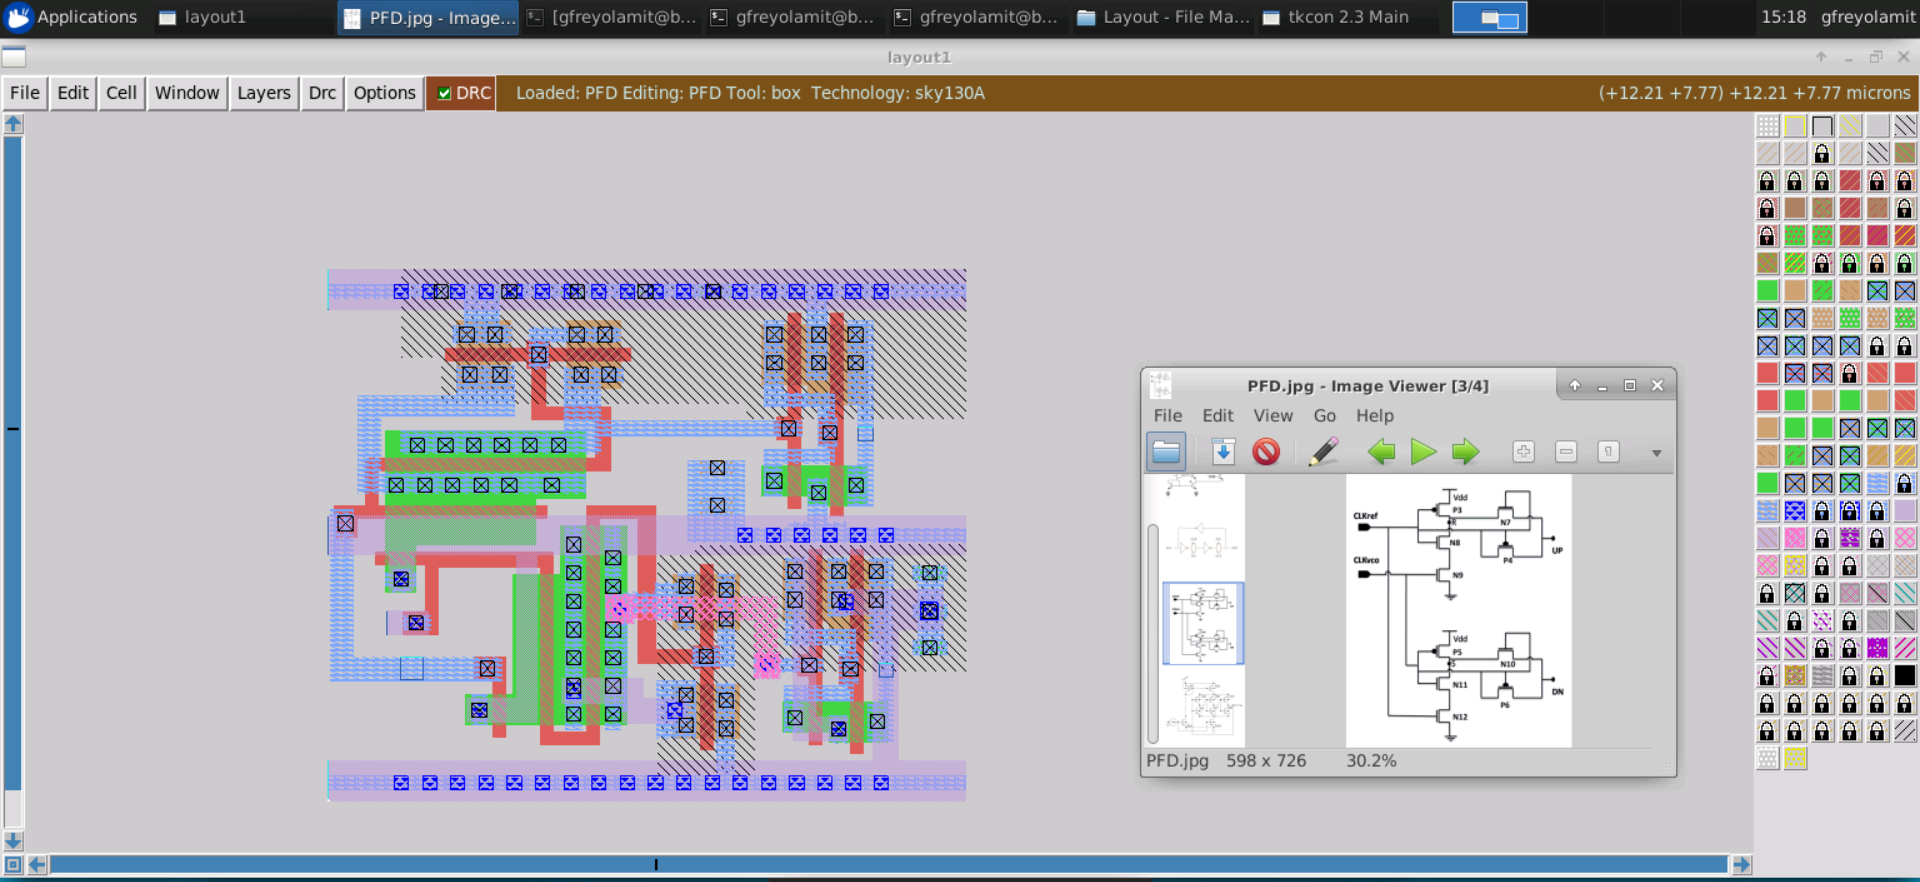 Applications layout1 PFD.jpg - Image... [gfreyolamit@b... gfreyolamit@b... gfreyolamit@b... Layout - File Ma... tkcon 2.3 Main 15:18 gfreyolamit
layout1
File Edit Cell Window Layers Drc Options DRC Loaded: PFD Editing: PFD Tool: box Technology: sky130A (+12.21 +7.77) +12.21 +7.77 microns
PFD.jpg - Image Viewer [3/4]
File Edit View Go Help
Vdd
P3
CLKref
R
N7
N8
UP
P4
CLKvco
N9
Vdd
P5
S
N10
N11
DN
P6
N12
PFD.jpg 598 x 726 30.2%